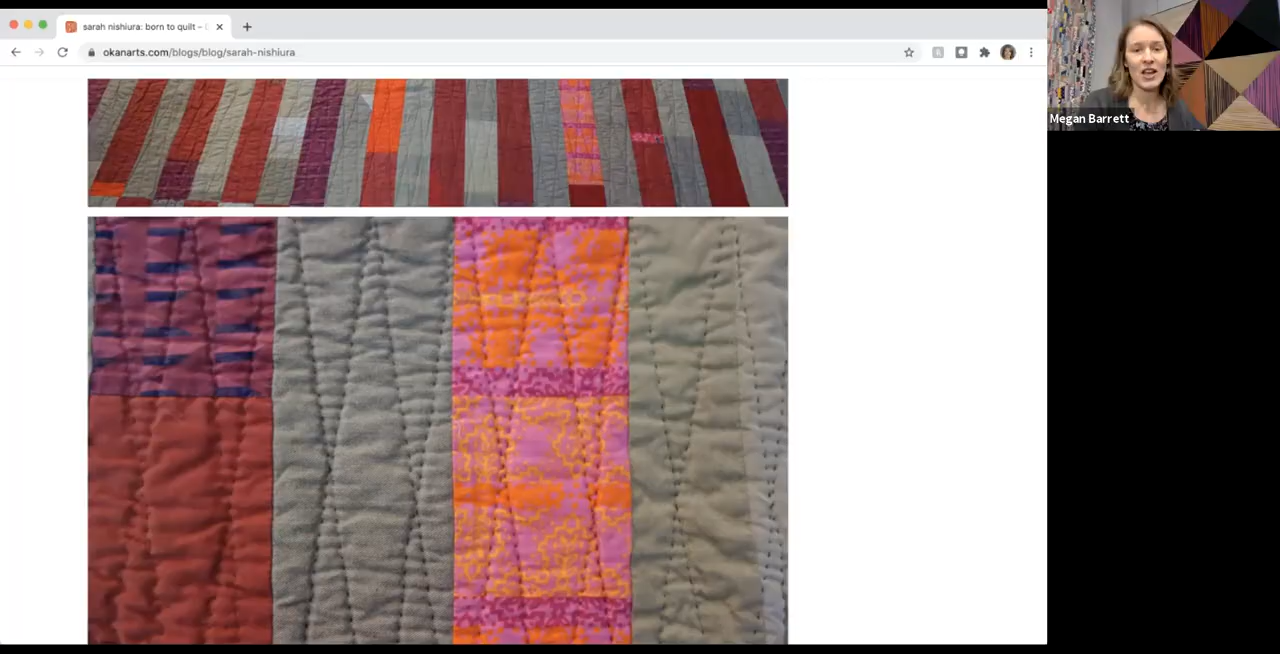 sarah nishiura: born to quilt –
okanarts.com/blogs/blog/sarah-nishiura
Megan Barrett